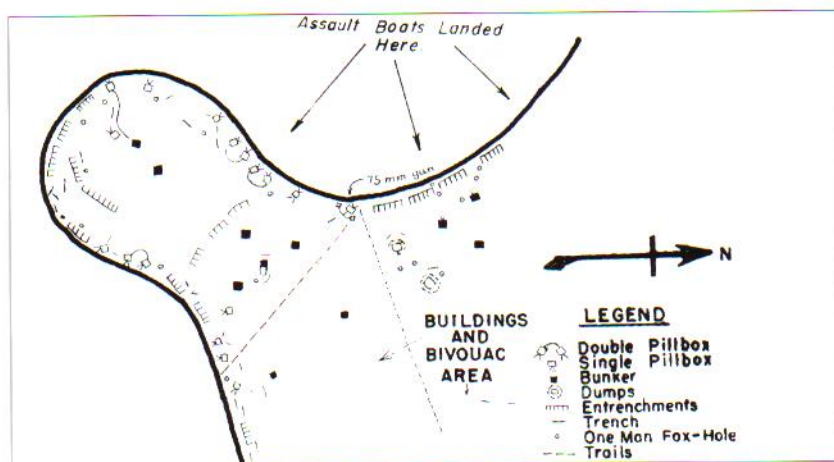 Assault Boats Landed
Here.
75 mm gun
N
BUILDINGS
AND
BIVOUAC
AREA
LEGEND
Double Pillbox
Single Pillbox
Bunker
Dumps
Entrenchments
Trench
One Man Fox-Hole
Trails